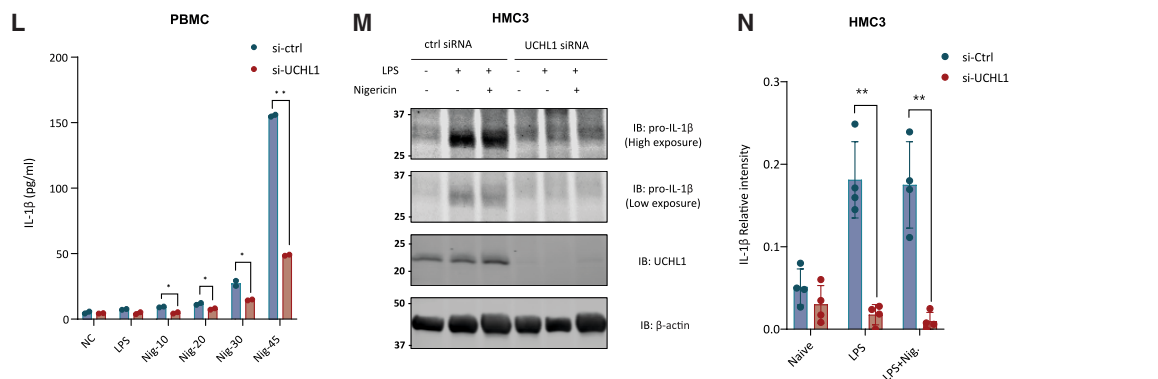 L
PBMC
si-ctrl
si-UCHL1
200
150
100
50
0
IL-1β (pg/ml)
* *
*
*
*
NC
LPS
Nig-10
Nig-20
Nig-30
Nig-45
M
HMC3
ctrl siRNA
UCHL1 siRNA
LPS - + + - + +
Nigericin - - + - - +
37
25
IB: pro-IL-1β
(High exposure)
37
25
IB: pro-IL-1β
(Low exposure)
25
20
IB: UCHL1
50
37
IB: β-actin
N
HMC3
si-Ctrl
si-UCHL1
0.3
0.2
0.1
0.0
IL-1β Relative intensity
**
**
Naive
LPS
LPS+Nig.